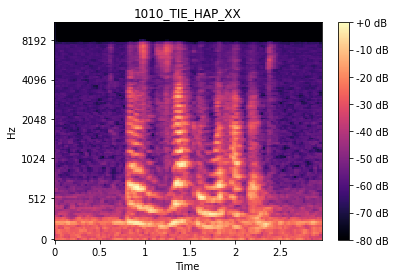 1010_TIE_HAP_XX
+0 dB
8192
-10 dB
4096
-20 dB
-30 dB
2048
Hz
-40 dB
1024
-50 dB
512
-60 dB
-70 dB
0
-80 dB
0 0.5 1 1.5 2 2.5
Time